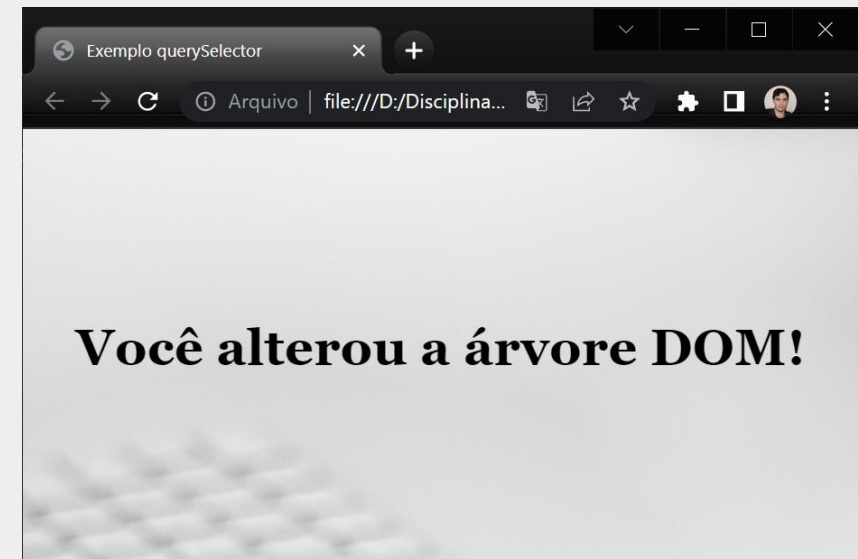 Exemplo querySelector
Arquivo | file:///D:/Disciplina...
Você alterou a árvore DOM!